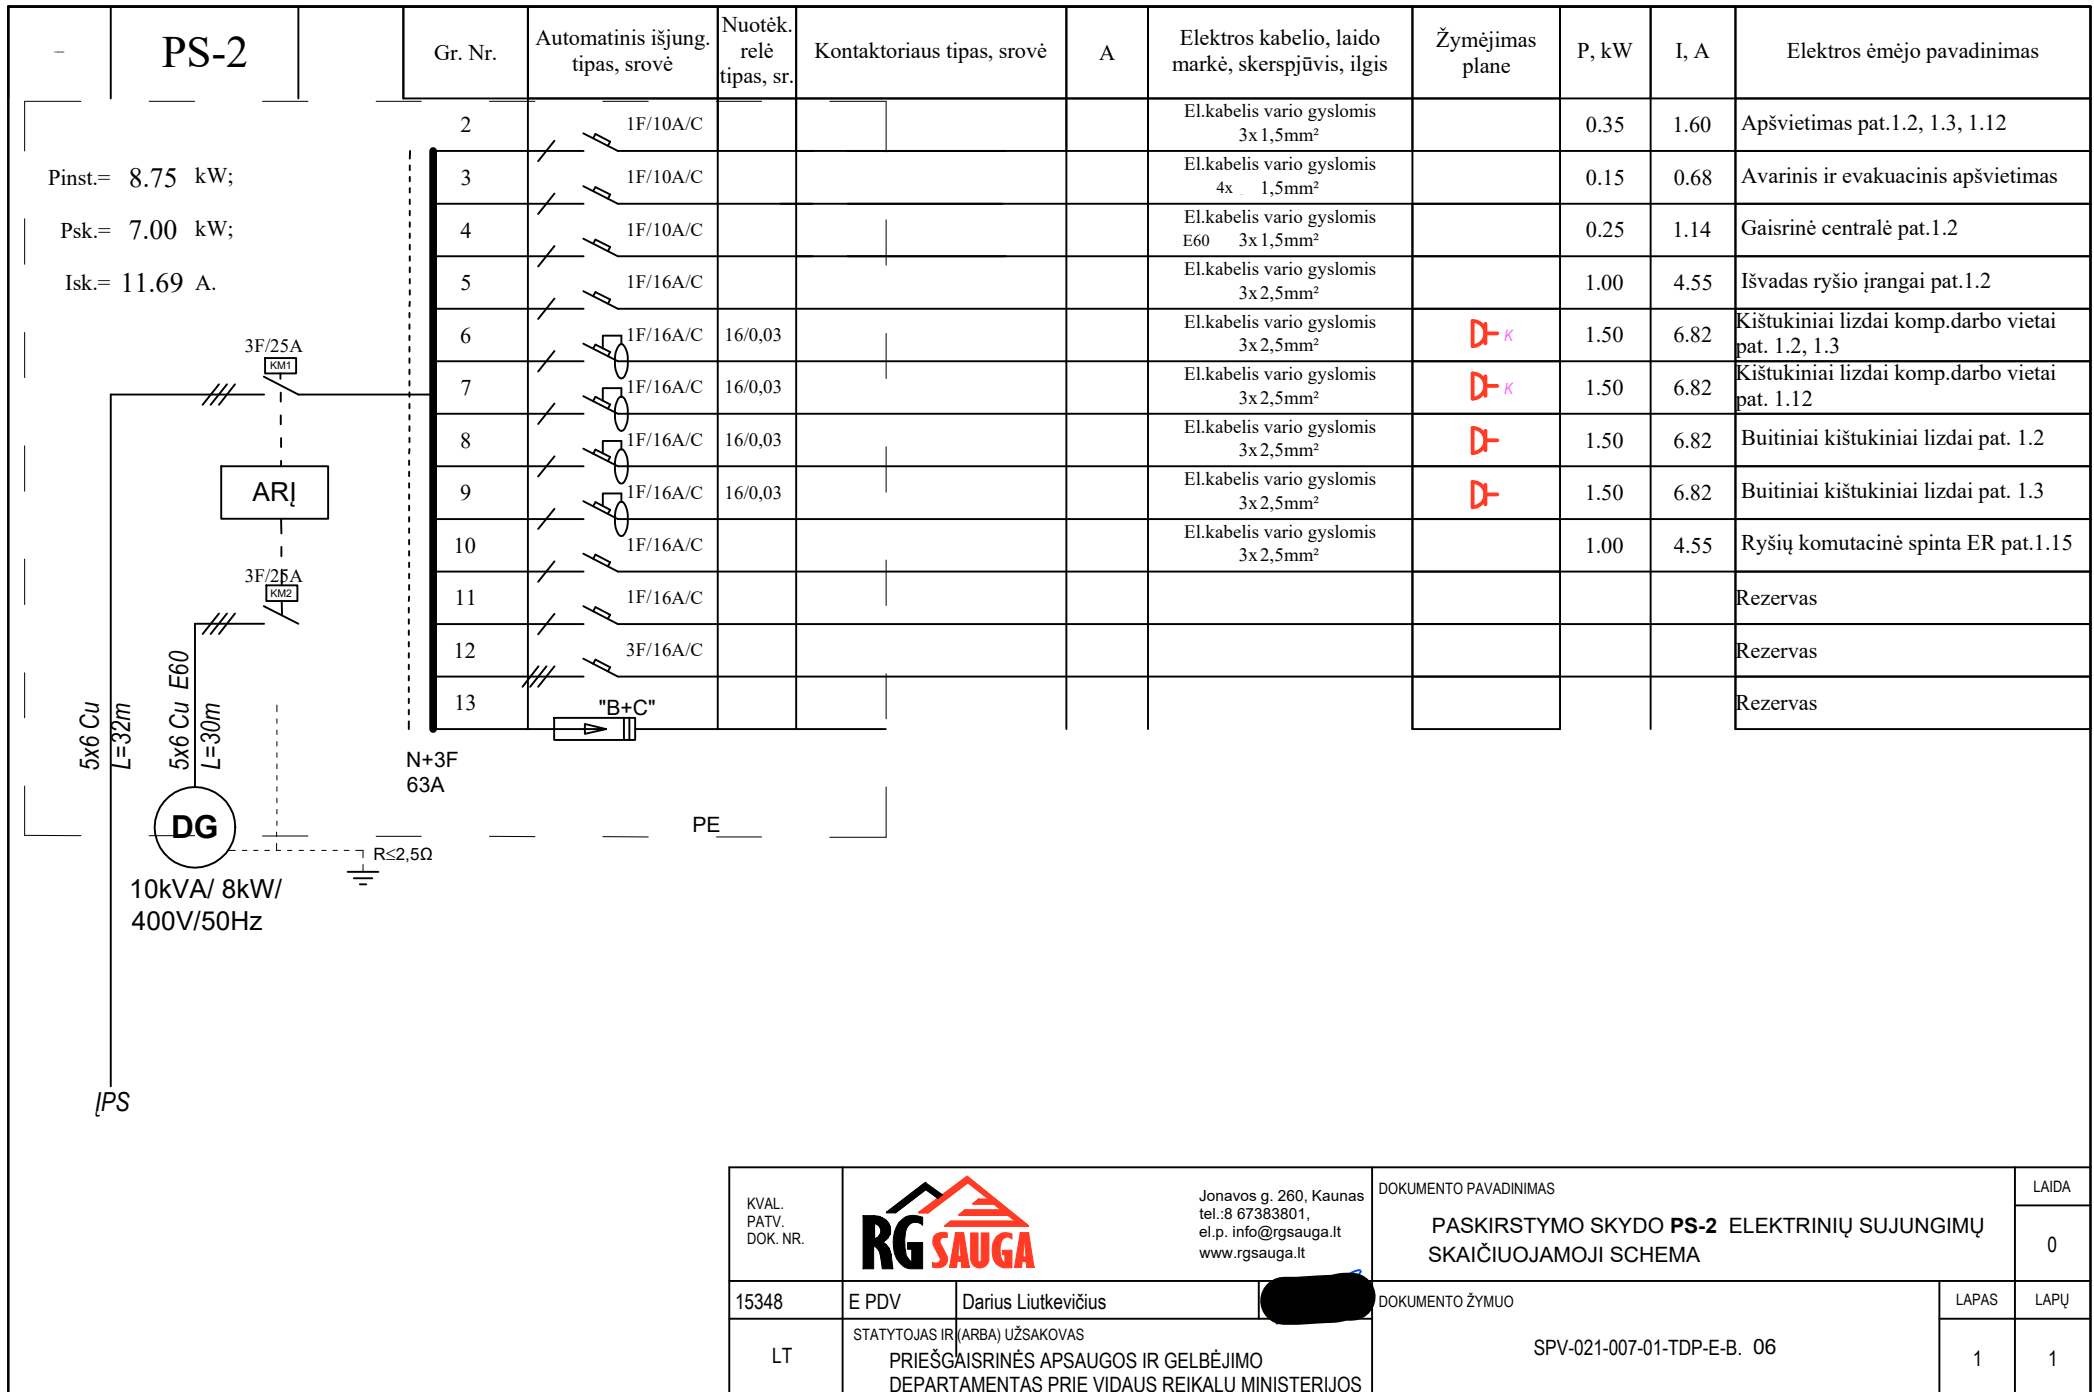 PS-2
Gr. Nr.
Automatinis išjung.
tipas, srovė
Nuotėk.
relė
tipas, sr.
Kontaktoriaus tipas, srovė
A
Elektros kabelio, laido
markė, skerspjūvis, ilgis
Žymėjimas
plane
P, kW
I, A
Elektros ėmėjo pavadinimas
Pinst.= 8.75 kW;
Psk.= 7.00 kW;
Isk.= 11.69 A.
2 1F/10A/C El.kabelis vario gyslomis 0.35 1.60 Apšvietimas pat.1.2, 1.3, 1.12
3x1,5mm²
3 1F/10A/C El.kabelis vario gyslomis 0.15 0.68 Avarinis ir evakuacinis apšvietimas
4x 1,5mm²
4 1F/10A/C El.kabelis vario gyslomis 0.25 1.14 Gaisrinė centralė pat.1.2
E60 3x1,5mm²
5 1F/16A/C El.kabelis vario gyslomis 1.00 4.55 Išvadas ryšio įrangai pat.1.2
3x2,5mm²
6 1F/16A/C 16/0,03 El.kabelis vario gyslomis K 1.50 6.82 Kištukiniai lizdai komp.darbo vietai
3x2,5mm² pat. 1.2, 1.3
7 1F/16A/C 16/0,03 El.kabelis vario gyslomis K 1.50 6.82 Kištukiniai lizdai komp.darbo vietai
3x2,5mm² pat. 1.12
8 1F/16A/C 16/0,03 El.kabelis vario gyslomis 1.50 6.82 Buitiniai kištukiniai lizdai pat. 1.2
3x2,5mm²
9 1F/16A/C 16/0,03 El.kabelis vario gyslomis 1.50 6.82 Buitiniai kištukiniai lizdai pat. 1.3
3x2,5mm²
10 1F/16A/C El.kabelis vario gyslomis 1.00 4.55 Ryšių komutacinė spinta ER pat.1.15
3x2,5mm²
11 1F/16A/C Rezervas
12 3F/16A/C Rezervas
13 "B+C" Rezervas
3F/25A
KM1
ARĮ
3F/25A
KM2
5x6 Cu
L=32m
5x6 Cu E60
L=30m
N+3F
63A
DG
PE
R≤2,5Ω
10kVA/ 8kW/
400V/50Hz
ĮPS
KVAL.
PATV.
DOK. NR.
RG SAUGA
Jonavos g. 260, Kaunas
tel.:8 67383801,
el.p. info@rgsauga.lt
www.rgsauga.lt
DOKUMENTO PAVADINIMAS
PASKIRSTYMO SKYDO PS-2 ELEKTRINIŲ SUJUNGIMŲ
SKAIČIUOJAMOJI SCHEMA
LAIDA
0
15348 E PDV Darius Liutkevičius
DOKUMENTO ŽYMUO
LAPAS LAPŲ
LT
STATYTOJAS IR (ARBA) UŽSAKOVAS
PRIEŠGAISRINĖS APSAUGOS IR GELBĖJIMO
DEPARTAMENTAS PRIE VIDAUS REIKALŲ MINISTERIJOS
SPV-021-007-01-TDP-E-B. 06
1 1